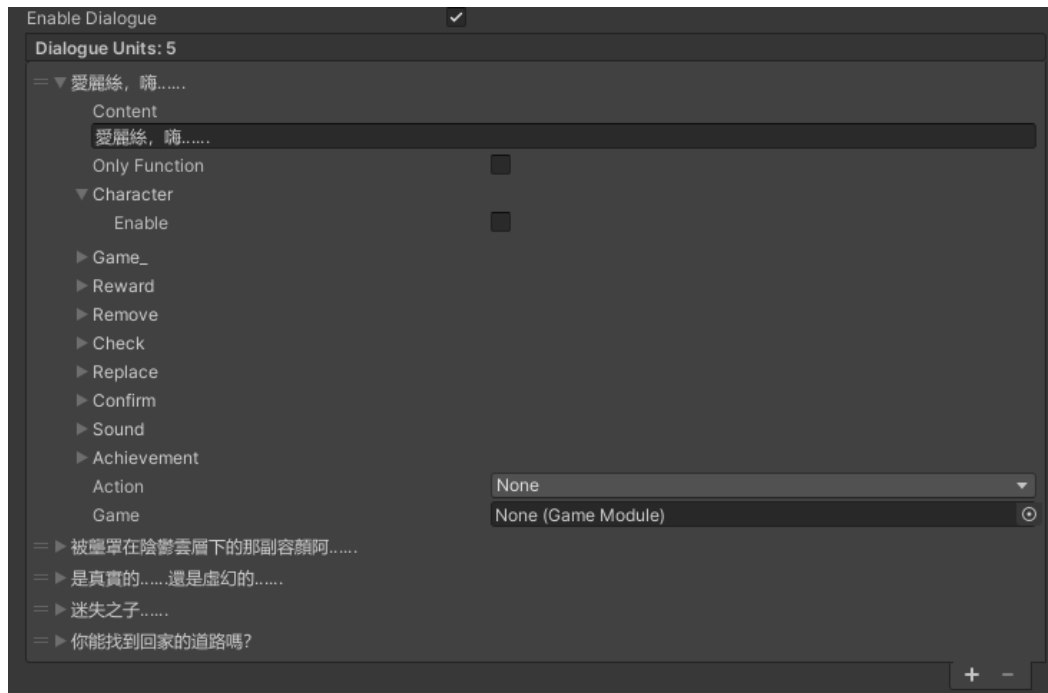 Enable Dialogue
Dialogue Units: 5
愛麗絲，嗨……
Content
愛麗絲，嗨……
Only Function
Character
Enable
Game_
Reward
Remove
Check
Replace
Confirm
Sound
Achievement
Action None
Game None (Game Module)
被壟罩在陰鬱雲層下的那副容顏阿……
是真實的……還是虛幻的……
迷失之子……
你能找到回家的道路嗎？